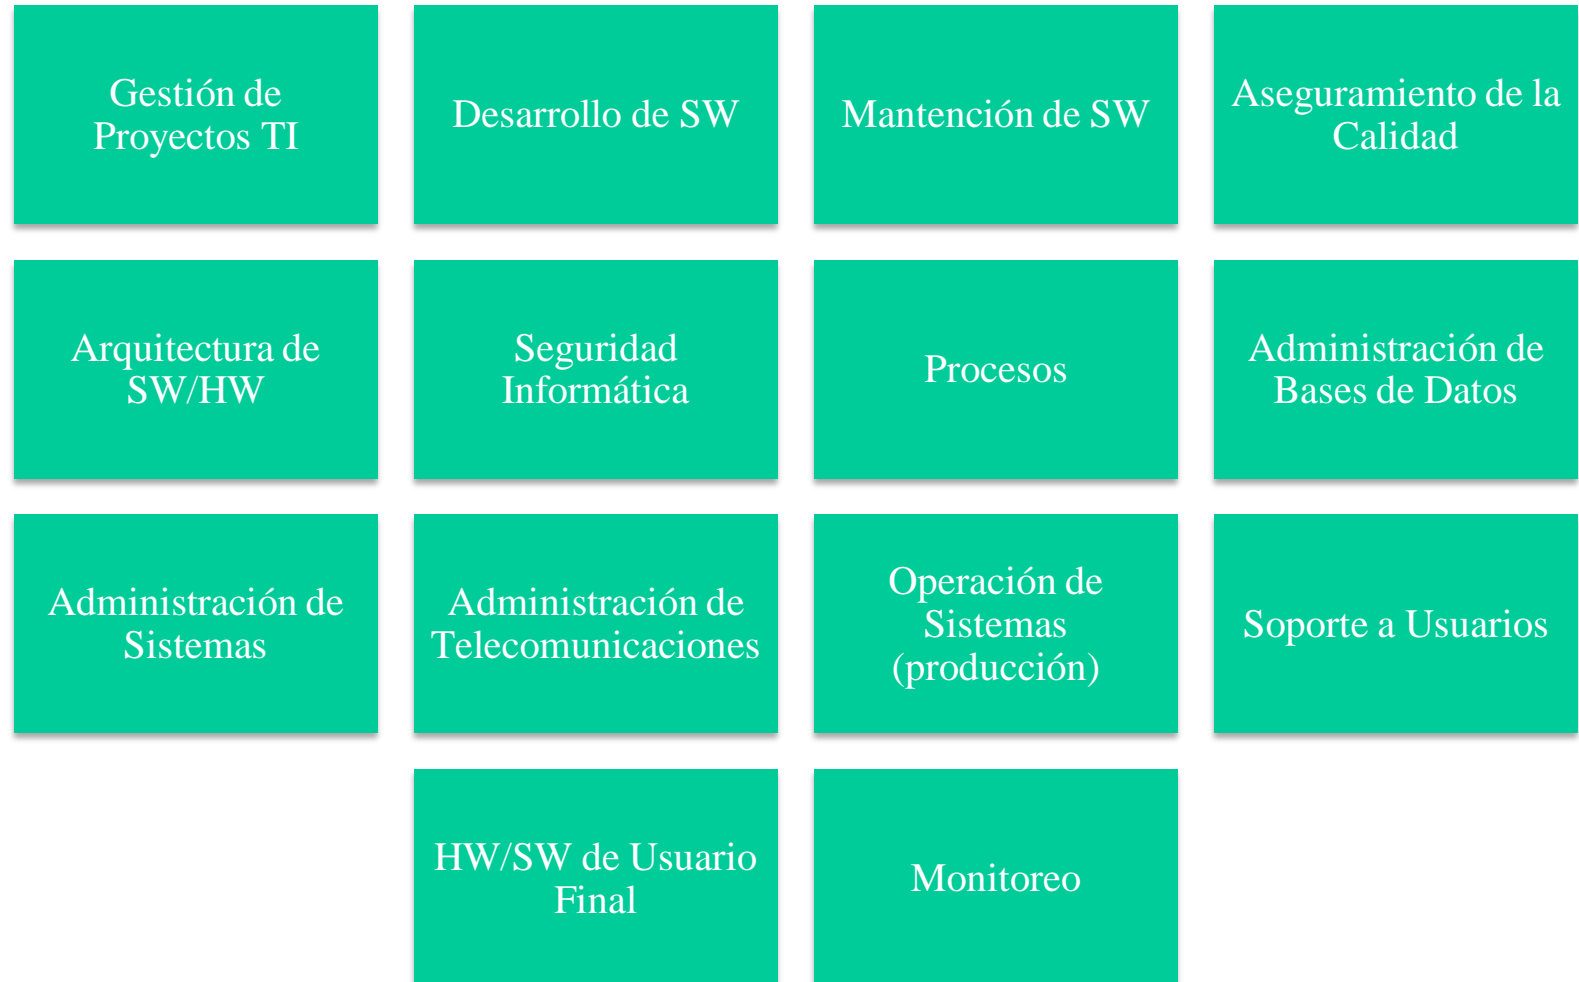 Gestión de
Proyectos TI
Desarrollo de SW
Mantención de SW
Aseguramiento de la
Calidad
Arquitectura de
SW/HW
Seguridad
Informática
Procesos
Administración de
Bases de Datos
Administración de
Sistemas
Administración de
Telecomunicaciones
Operación de
Sistemas
(producción)
Soporte a Usuarios
HW/SW de Usuario
Final
Monitoreo